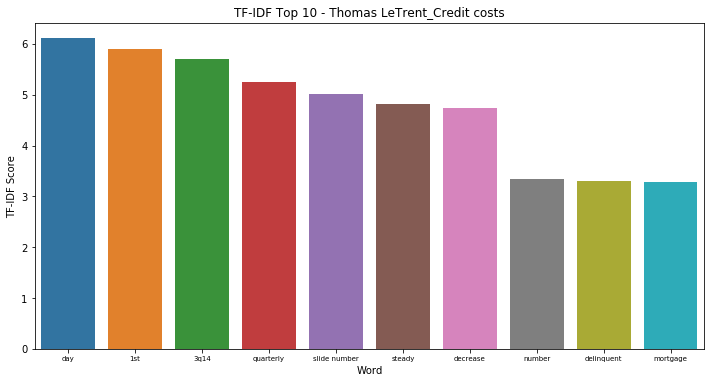 TF-IDF Top 10 - Thomas LeTrent_Credit costs
TF-IDF Score
6
5
4
3
2
1
0
day 1st 3q14 quarterly slide number steady decrease number delinquent mortgage
Word